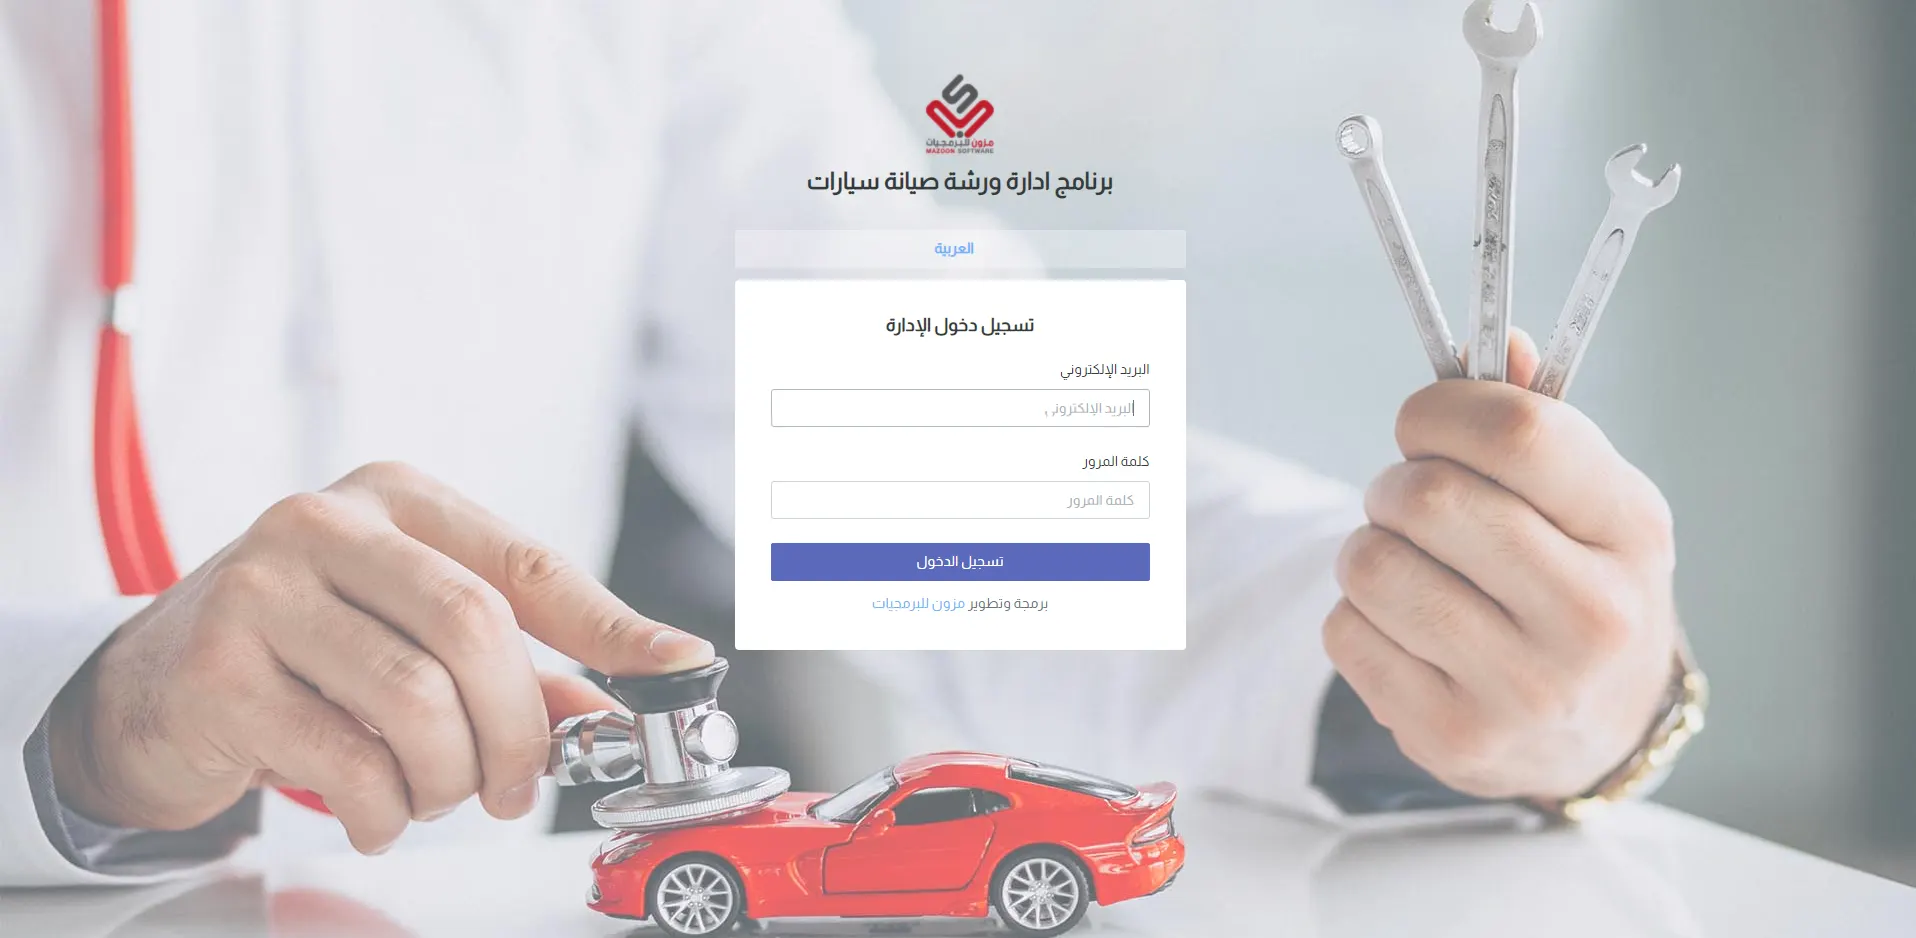 مزون للبرمجيات
MAZOON SOFTWARE
برنامج ادارة ورشة صيانة سيارات
العربية
تسجيل دخول الإدارة
البريد الإلكتروني
البريد الإلكتروني
كلمة المرور
كلمة المرور
تسجيل الدخول
برمجة وتطوير مزون للبرمجيات